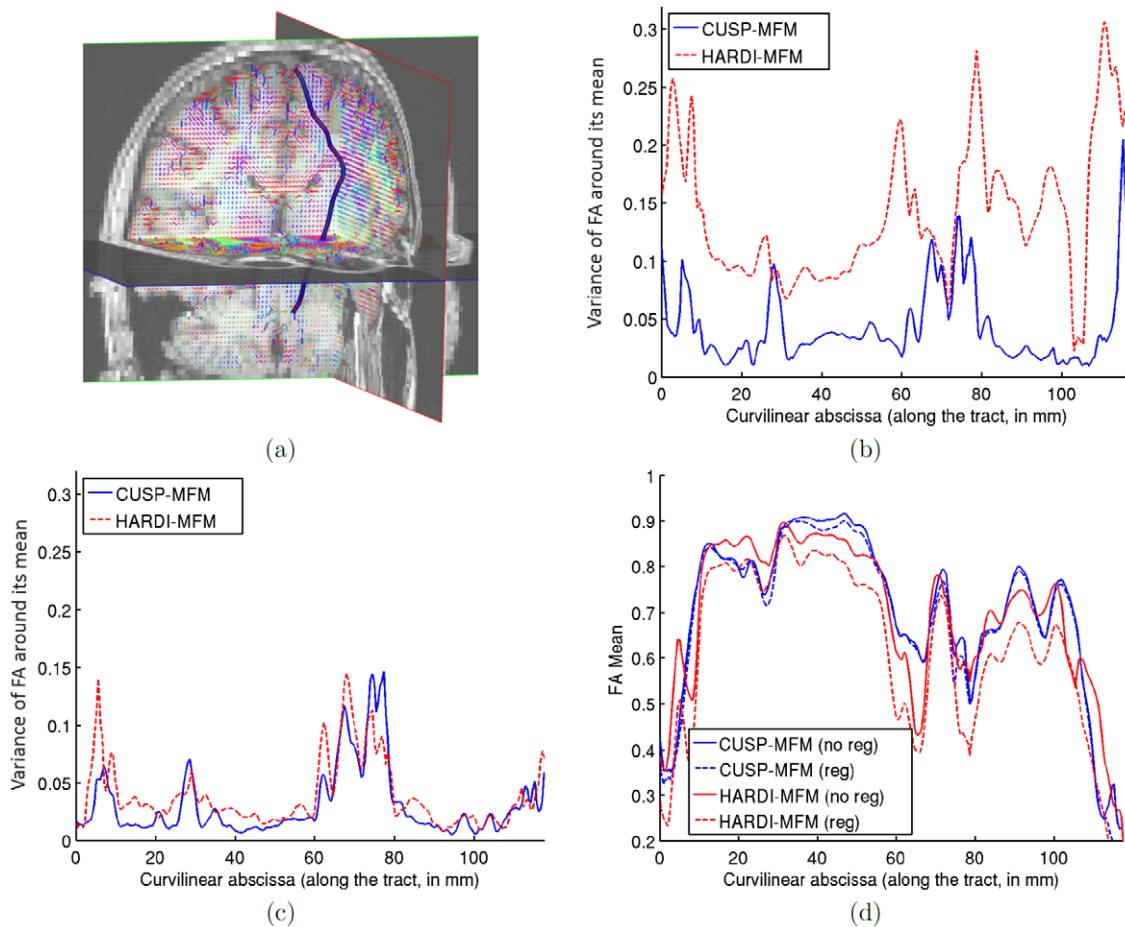 (a)
Variance of FA around its mean
0.3
0.25
0.2
0.15
0.1
0.05
0
CUSP-MFM
HARDI-MFM
0
20
40
60
80
100
Curvilinear abscissa (along the tract, in mm)
(b)
Variance of FA around its mean
0.3
0.25
0.2
0.15
0.1
0.05
0
CUSP-MFM
HARDI-MFM
0
20
40
60
80
100
Curvilinear abscissa (along the tract, in mm)
(c)
FA Mean
1
0.9
0.8
0.7
0.6
0.5
0.4
0.3
0.2
CUSP-MFM (no reg)
CUSP-MFM (reg)
HARDI-MFM (no reg)
HARDI-MFM (reg)
0
20
40
60
80
100
Curvilinear abscissa (along the tract, in mm)
(d)